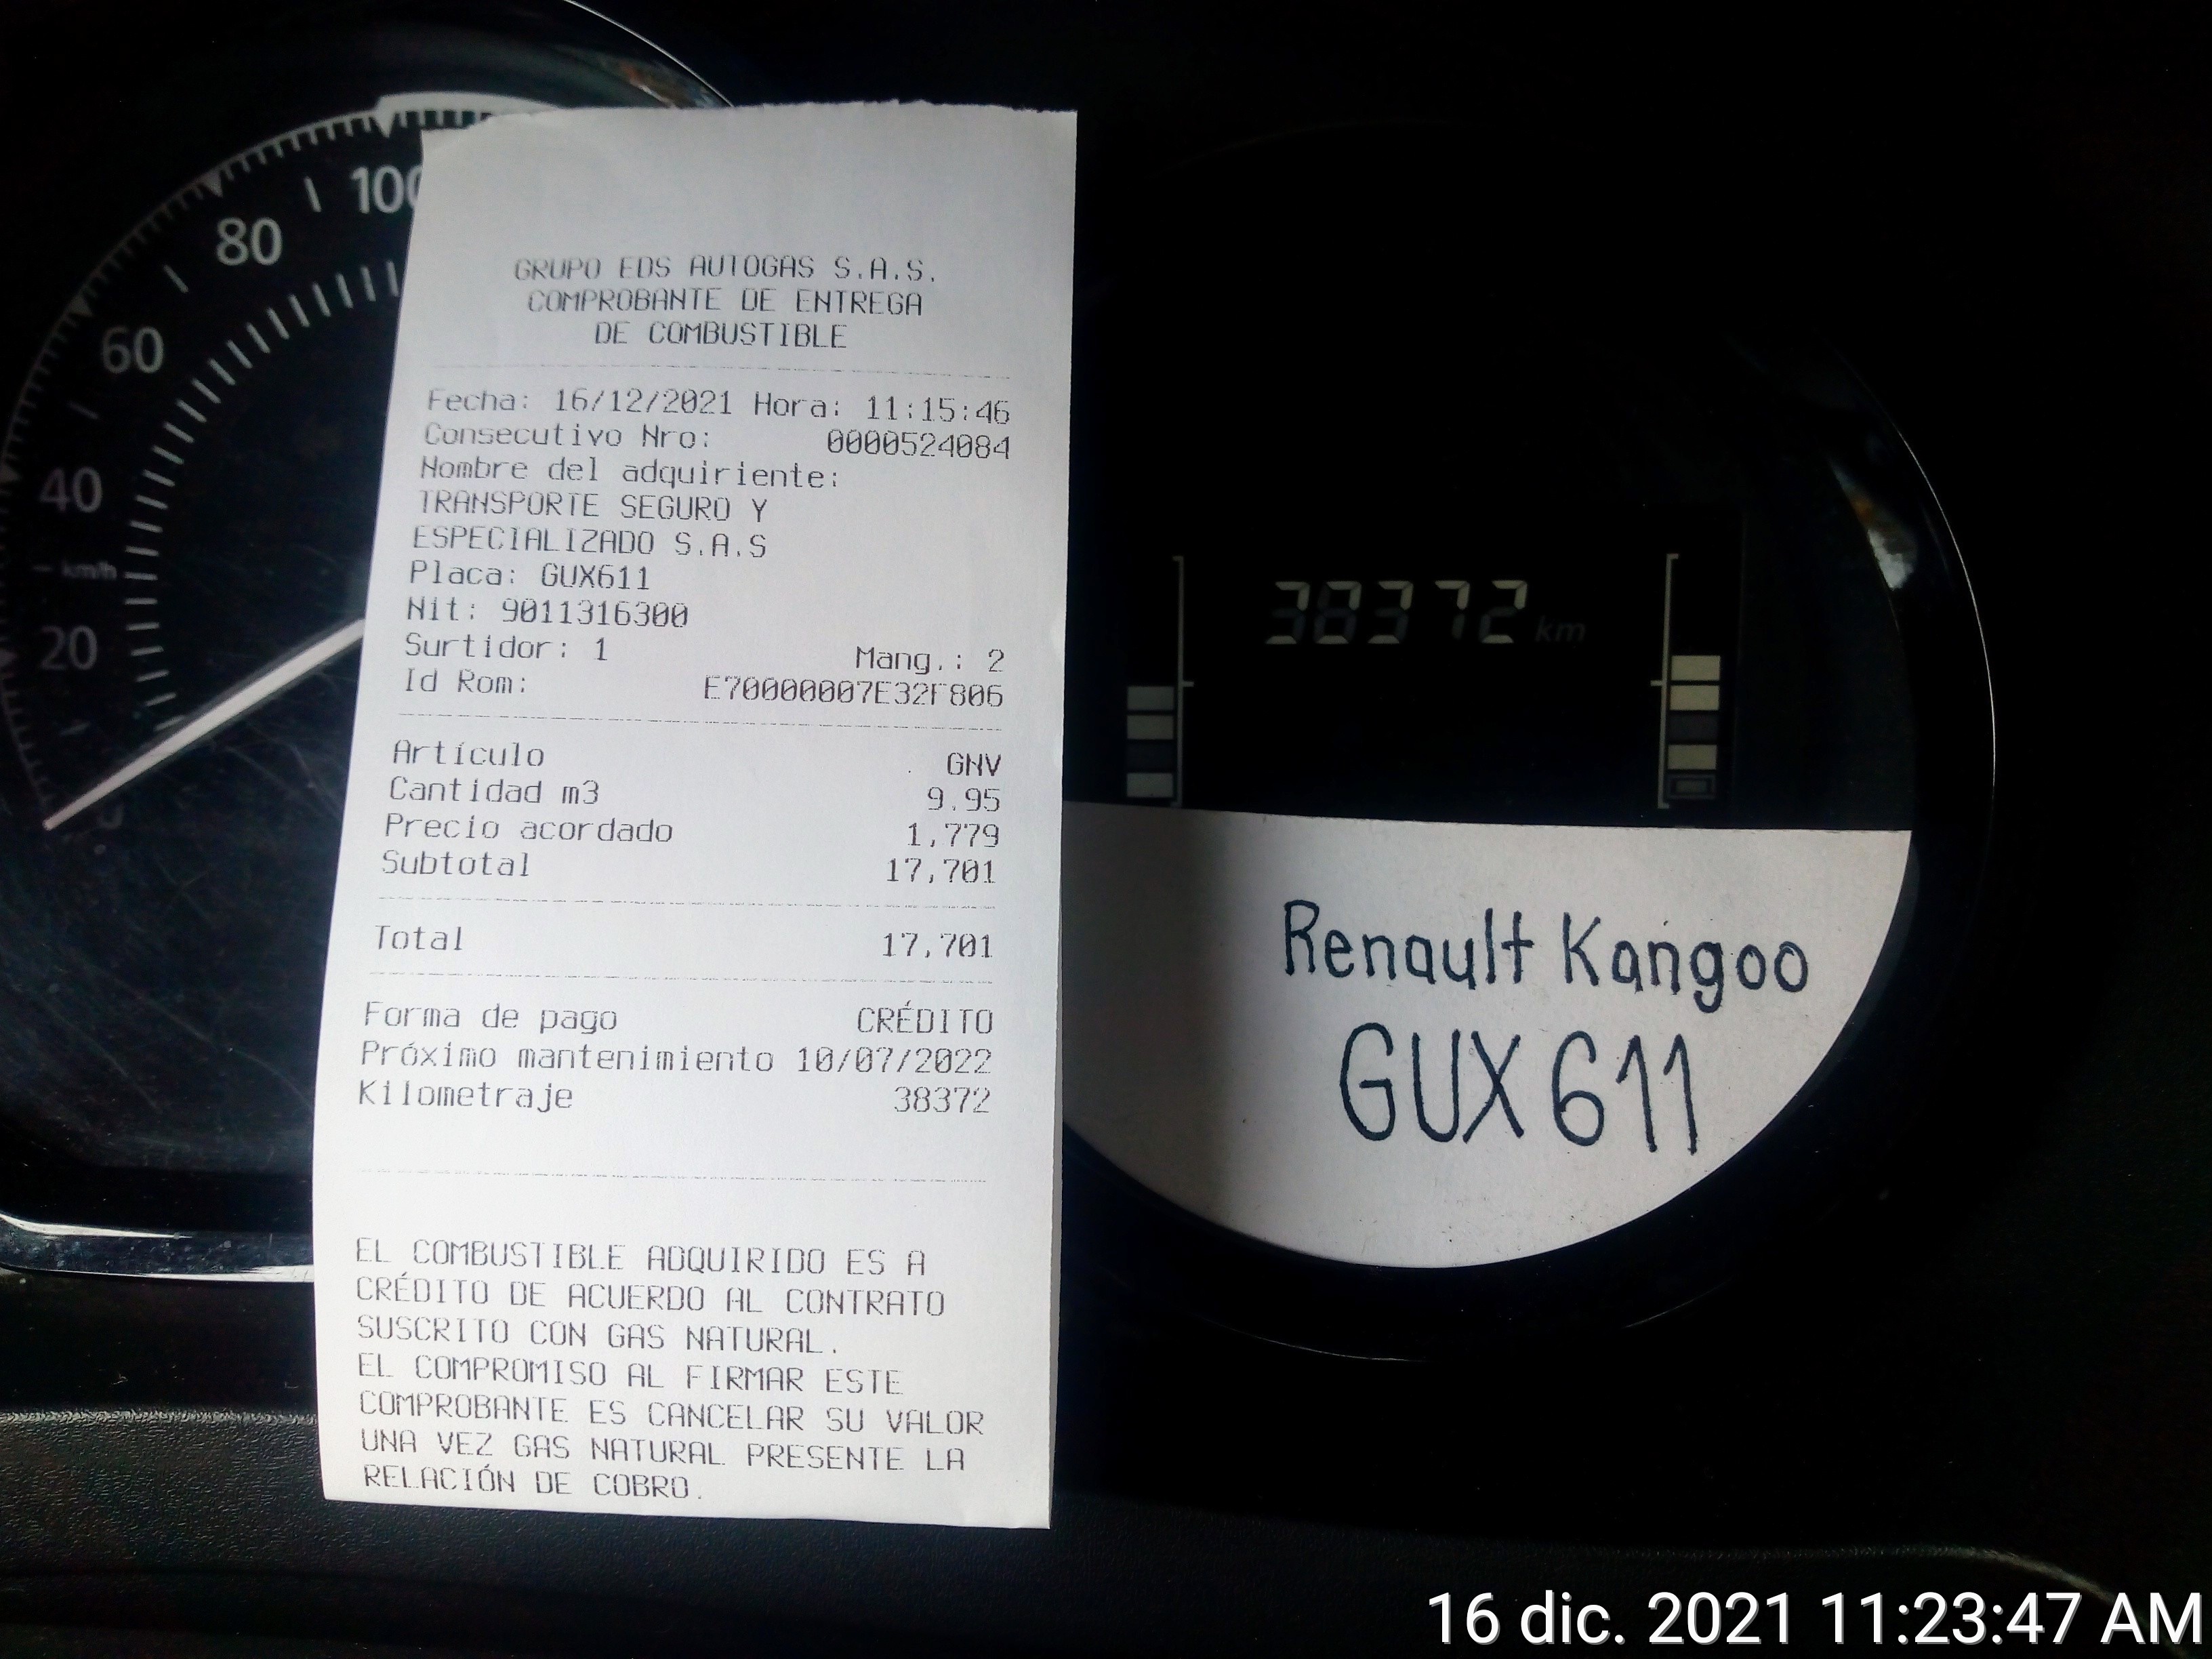 100
80
60
40
km/h
20
GRUPO EDS AUTOGAS S.A.S.
COMPROBANTE DE ENTREGA
DE COMBUSTIBLE
Fecha: 16/12/2021 Hora: 11:15:46
Consecutivo Nro: 0000524084
Nombre del adquiriente:
TRANSPORTE SEGURO Y
ESPECIALIZADO S.A.S
Placa: GUX611
Nit: 9011316300
Surtidor: 1 Mang.: 2
Id Rom: E70000007E32F806
Artículo GNV
Cantidad m3 9.95
Precio acordado 1,779
Subtotal 17,701
Total 17,701
Forma de pago CRÉDITO
Próximo mantenimiento 10/07/2022
Kilometraje 38372
EL COMBUSTIBLE ADQUIRIDO ES A
CRÉDITO DE ACUERDO AL CONTRATO
SUSCRITO CON GAS NATURAL.
EL COMPROMISO AL FIRMAR ESTE
COMPROBANTE ES CANCELAR SU VALOR
UNA VEZ GAS NATURAL PRESENTE LA
RELACIÓN DE COBRO.
38372 km
Renault Kangoo
GUX611
16 dic. 2021 11:23:47 AM